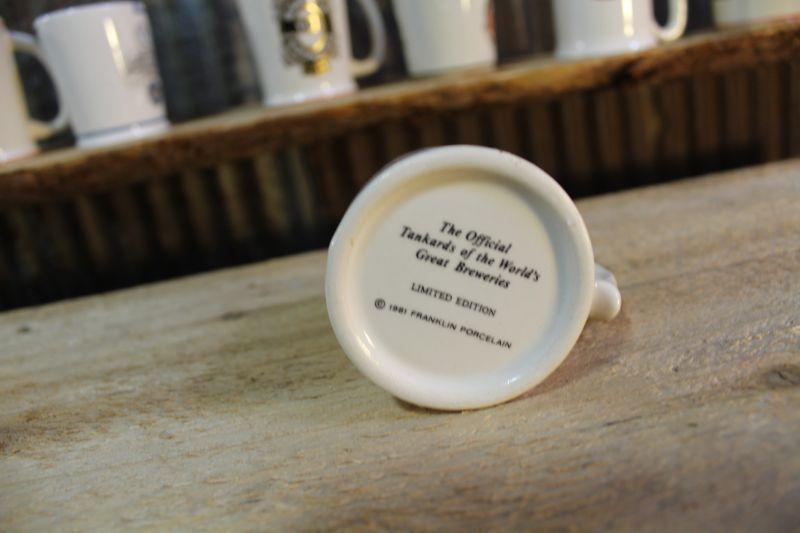 The Official
Tankards of the World's
Great Breweries
LIMITED EDITION
© 1981 FRANKLIN PORCELAIN